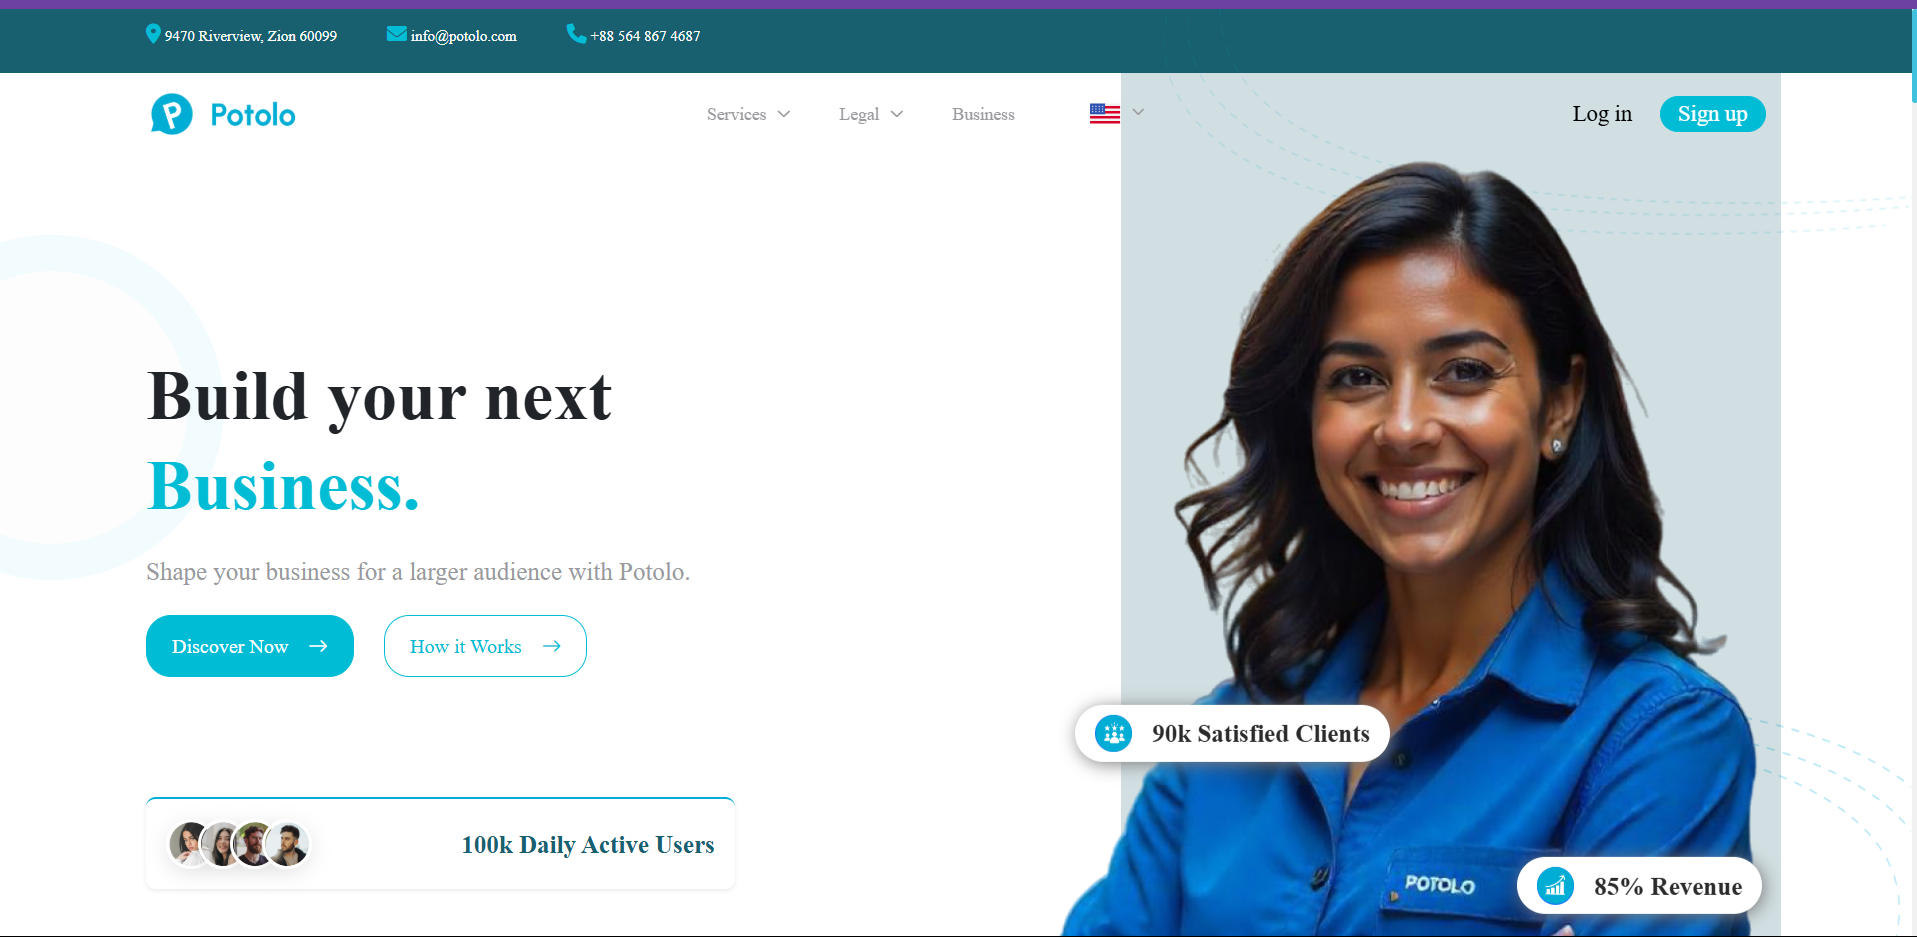 9470 Riverview, Zion 60099 info@potolo.com +88 564 867 4687
Potolo Services Legal Business Log in Sign up
Build your next
Business.
Shape your business for a larger audience with Potolo.
Discover Now How it Works
90k Satisfied Clients
100k Daily Active Users
POTOLO
85% Revenue